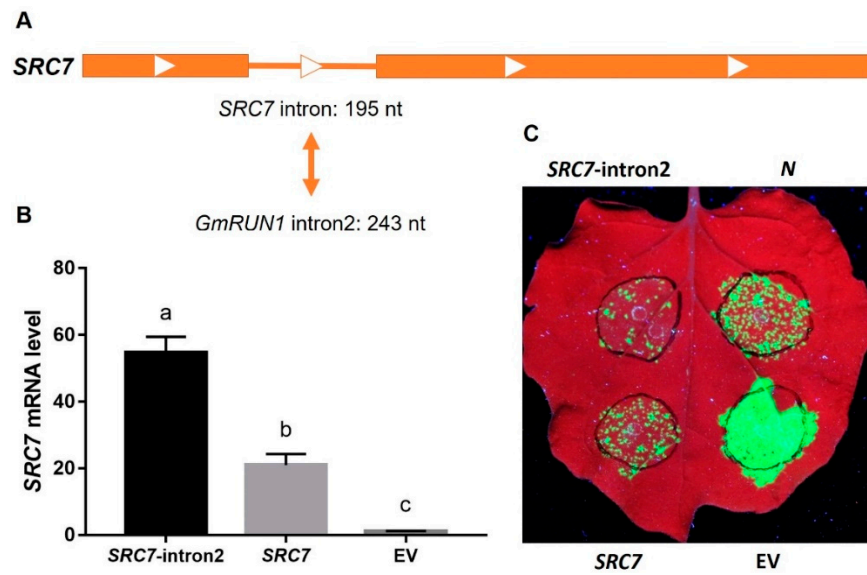 A
SRC7
SRC7 intron: 195 nt
GmRUN1 intron2: 243 nt
B
SRC7 mRNA level
80
60
40
20
0
a
b
c
SRC7-intron2 SRC7 EV
C
SRC7-intron2 N
SRC7 EV